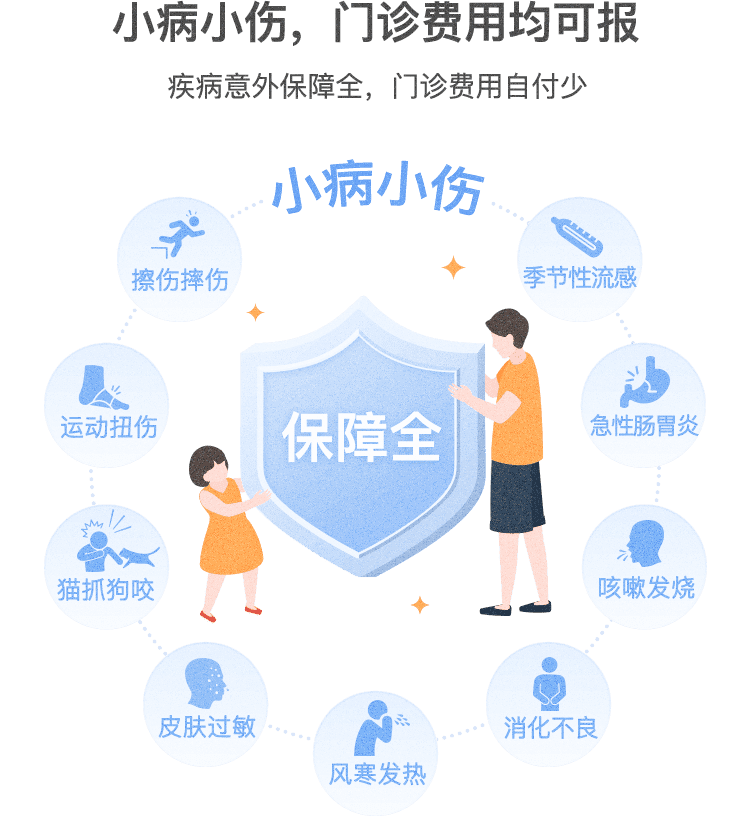 小病小伤，门诊费用均可报
疾病意外保障全，门诊费用自付少
小病小伤
擦伤摔伤
季节性流感
运动扭伤
急性肠胃炎
保障全
猫抓狗咬
咳嗽发烧
皮肤过敏
消化不良
风寒发热